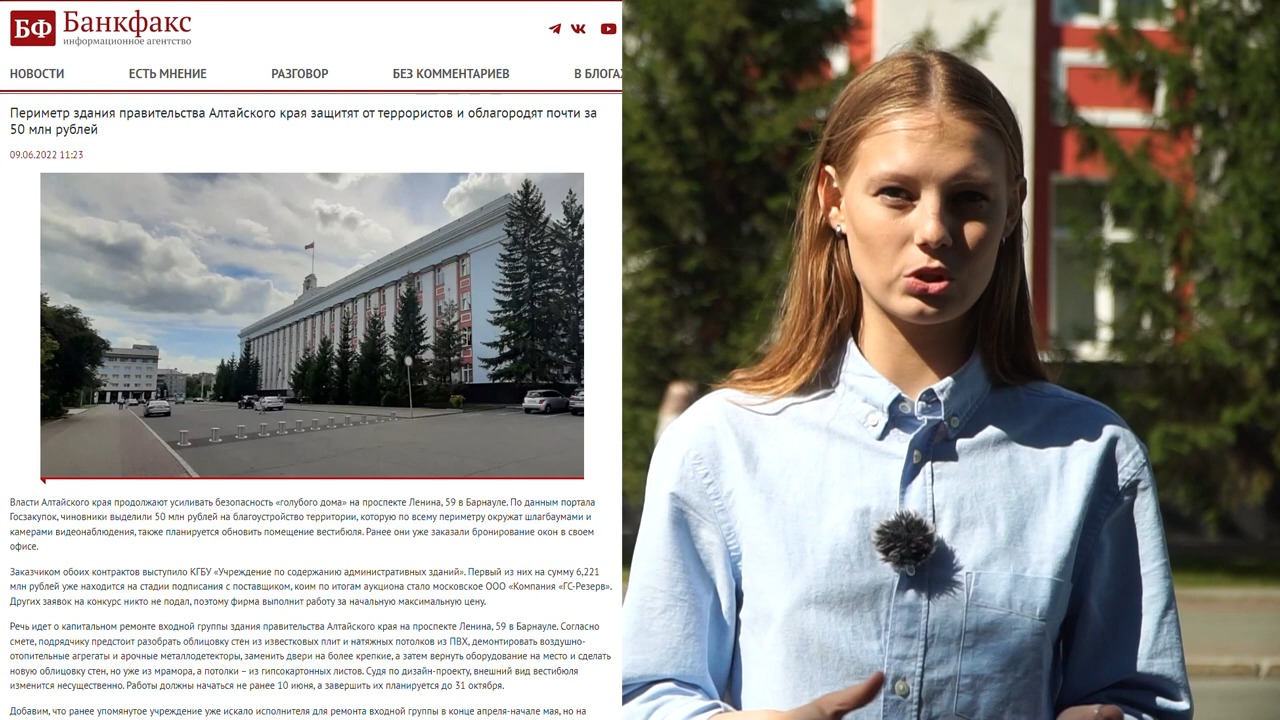 БФ Банкфакс
информационное агентство
НОВОСТИ ЕСТЬ МНЕНИЕ РАЗГОВОР БЕЗ КОММЕНТАРИЕВ В БЛОГАХ
Периметр здания правительства Алтайского края защитят от террористов и облагородят почти за
50 млн рублей
09.06.2022 11:23
Власти Алтайского края продолжают усиливать безопасность «голубого дома» на проспекте Ленина, 59 в Барнауле. По данным портала
Госзакупок, чиновники выделили 50 млн рублей на благоустройство территории, которую по всему периметру окружат шлагбаумами и
камерами видеонаблюдения, также планируется обновить помещение вестибюля. Ранее они уже заказали бронирование окон в своем
офисе.
Заказчиком обоих контрактов выступило КГБУ «Учреждение по содержанию административных зданий». Первый из них на сумму 6,221
млн рублей уже находится на стадии подписания с поставщиком, коим по итогам аукциона стало московское ООО «Компания «ГС-Резерв».
Других заявок на конкурс никто не подал, поэтому фирма выполнит работу за начальную максимальную цену.
Речь идет о капитальном ремонте входной группы здания правительства Алтайского края на проспекте Ленина, 59 в Барнауле. Согласно
смете, подрядчику предстоит разобрать облицовку стен из известковых плит и натяжных потолков из ПВХ, демонтировать воздушно-
отопительные агрегаты и арочные металлодетекторы, заменить двери на более крепкие, а затем вернуть оборудование на место и сделать
новую облицовку стен, но уже из мрамора, а потолки – из гипсокартонных листов. Судя по дизайн-проекту, внешний вид вестибюля
изменится несущественно. Работы должны начаться не ранее 10 июня, а завершить их планируется до 31 октября.
Добавим, что ранее упомянутое учреждение уже искало исполнителя для ремонта входной группы в конце апреля-начале мая, но на